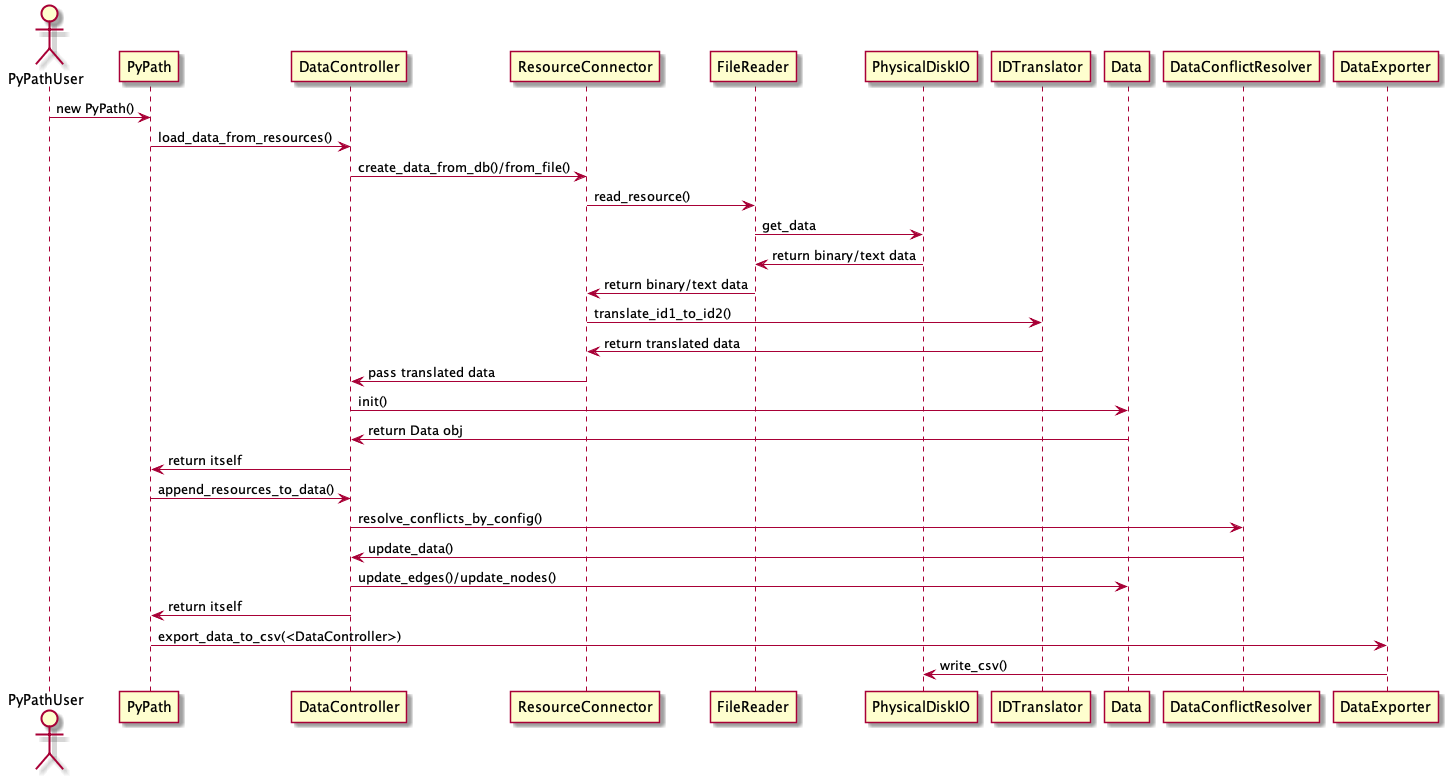 PyPathUser
PyPath
DataController
ResourceConnector
FileReader
PhysicalDiskIO
IDTranslator
Data
DataConflictResolver
DataExporter
new PyPath()
load_data_from_resources()
create_data_from_db()/from_file()
read_resource()
get_data
return binary/text data
return binary/text data
translate_id1_to_id2()
return translated data
pass translated data
init()
return Data obj
return itself
append_resources_to_data()
resolve_conflicts_by_config()
update_data()
update_edges()/update_nodes()
return itself
export_data_to_csv(<DataController>)
write_csv()
PyPathUser
PyPath
DataController
ResourceConnector
FileReader
PhysicalDiskIO
IDTranslator
Data
DataConflictResolver
DataExporter